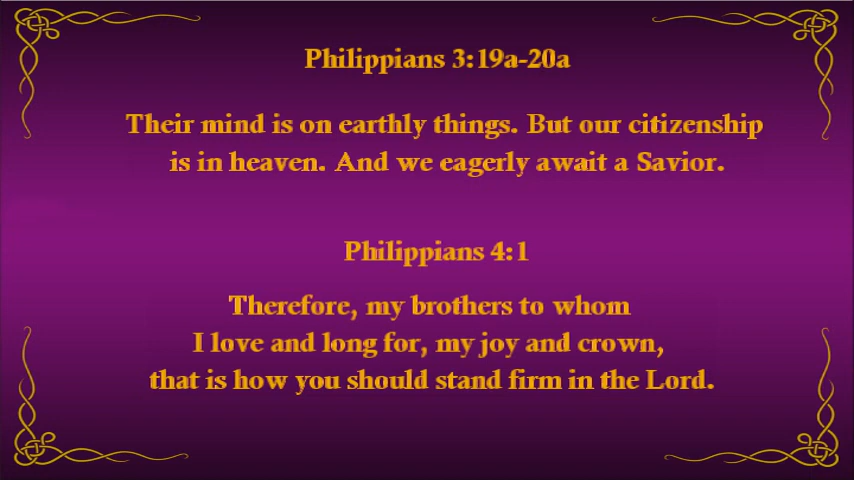 Philippians 3:19a-20a
Their mind is on earthly things. But our citizenship
is in heaven. And we eagerly await a Savior.
Philippians 4:1
Therefore, my brothers to whom
I love and long for, my joy and crown,
that is how you should stand firm in the Lord.